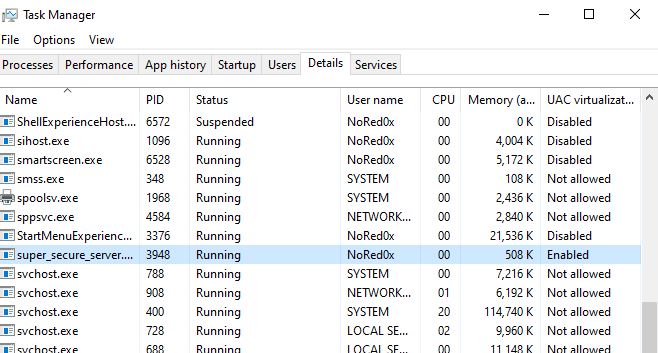 Task Manager
File Options View
Processes Performance App history Startup Users Details Services
Name PID Status User name CPU Memory (a... UAC virtualizat...
ShellExperienceHost.... 6572 Suspended NoRed0x 00 0 K Disabled
sihost.exe 1096 Running NoRed0x 00 4,004 K Disabled
smartscreen.exe 6528 Running NoRed0x 00 5,172 K Disabled
smss.exe 348 Running SYSTEM 00 108 K Not allowed
spoolsv.exe 1968 Running SYSTEM 00 2,436 K Not allowed
sppsvc.exe 4584 Running NETWORK... 00 2,840 K Not allowed
StartMenuExperienc... 3376 Running NoRed0x 00 21,536 K Disabled
super_secure_server.... 3948 Running NoRed0x 00 508 K Enabled
svchost.exe 788 Running SYSTEM 00 7,216 K Not allowed
svchost.exe 908 Running NETWORK... 01 6,192 K Not allowed
svchost.exe 400 Running SYSTEM 20 114,740 K Not allowed
svchost.exe 728 Running LOCAL SE... 02 9,960 K Not allowed
svchost.exe 688 Running LOCAL SE... 00 11,148 K Not allowed